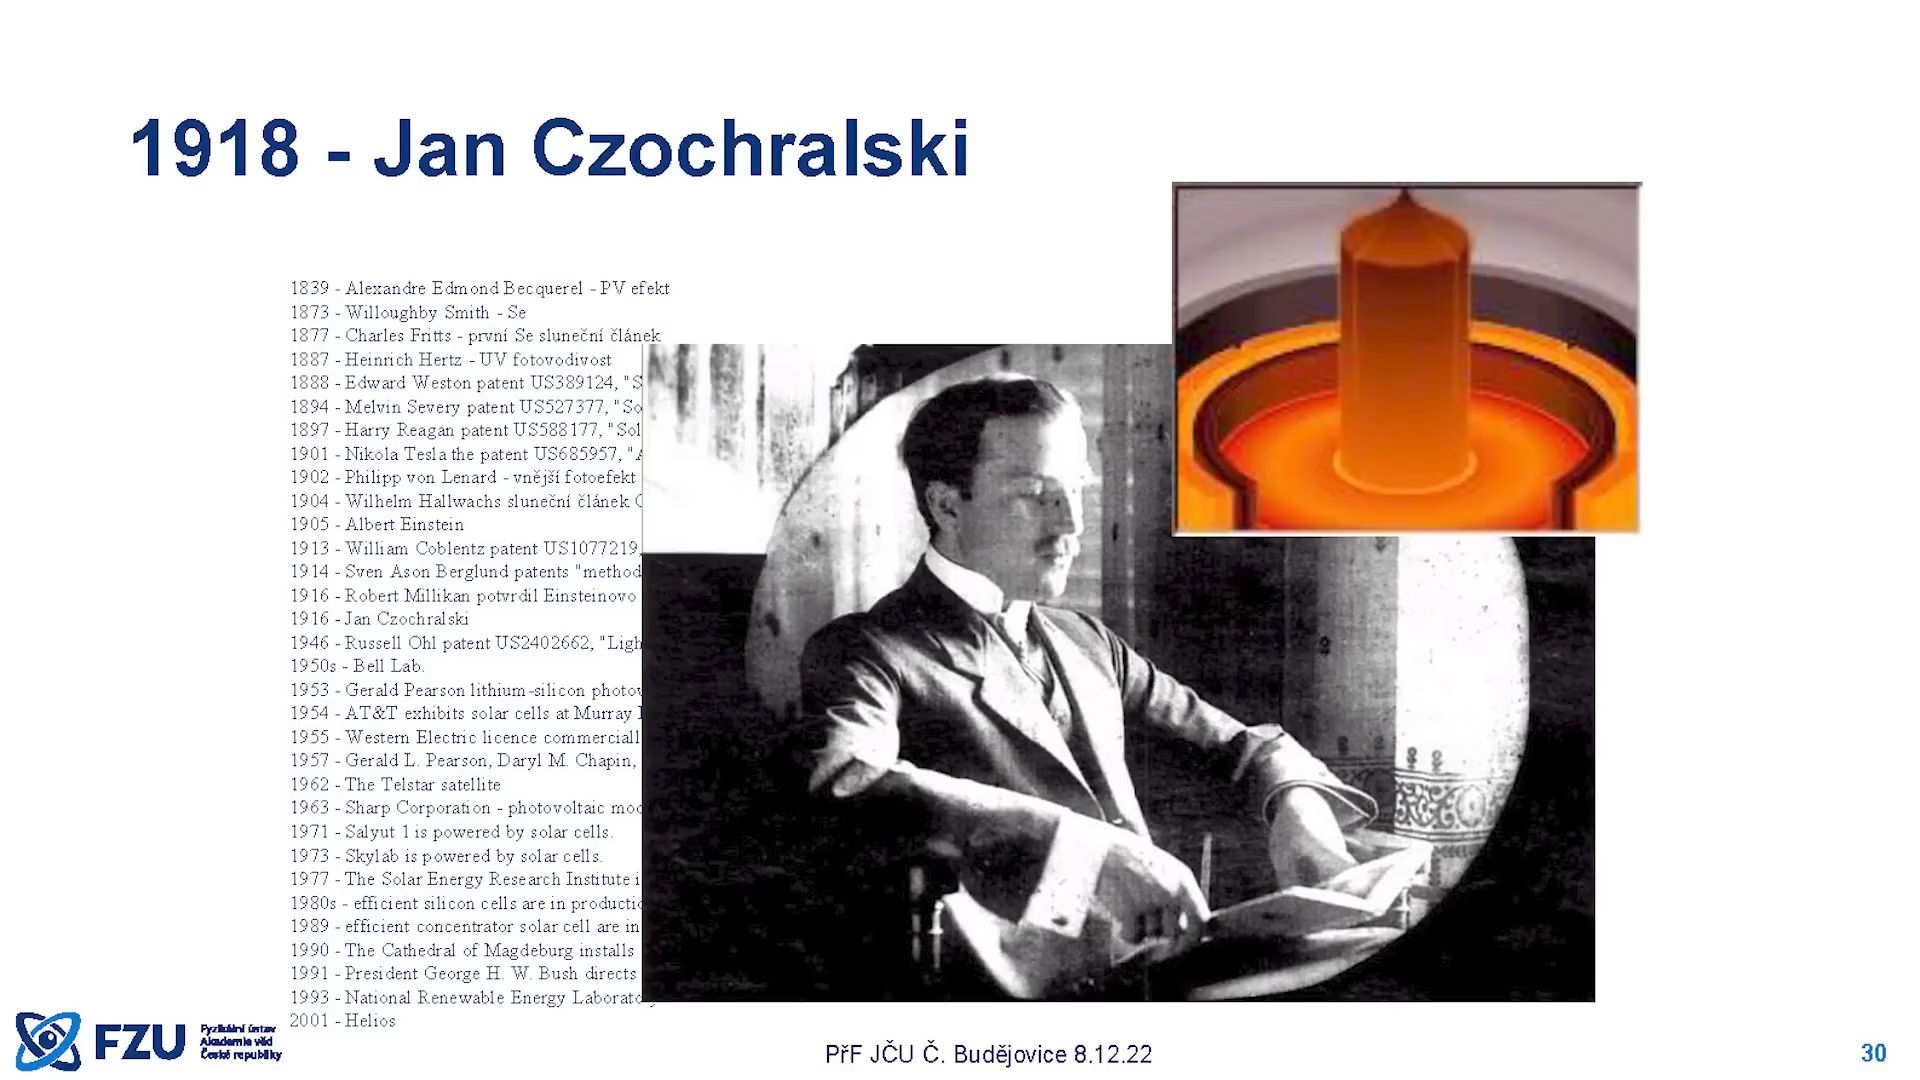 1918 - Jan Czochralski
1839 - Alexandre Edmond Becquerel - PV efekt
1873 - Willoughby Smith - Se
1877 - Charles Fritts - první Se sluneční článek
1887 - Heinrich Hertz - UV fotovodivost
1888 - Edward Weston patent US389124, "S
1894 - Melvin Severy patent US527377, "So
1897 - Harry Reagan patent US588177, "Sol
1901 - Nikola Tesla the patent US685957, "A
1902 - Philipp von Lenard - vnější fotoefekt
1904 - Wilhelm Hallwachs sluneční článek
1905 - Albert Einstein
1913 - William Coblentz patent US1077219,
1914 - Sven Ason Berglund patents "method
1916 - Robert Millikan potvrdil Einsteinovo
1916 - Jan Czochralski
1946 - Russell Ohl patent US2402662, "Ligh
1950s - Bell Lab.
1953 - Gerald Pearson lithium-silicon photov
1954 - AT&T exhibits solar cells at Murray
1955 - Western Electric licence commerciall
1957 - Gerald L. Pearson, Daryl M. Chapin,
1962 - The Telstar satellite
1963 - Sharp Corporation - photovoltaic moc
1971 - Salyut 1 is powered by solar cells.
1973 - Skylab is powered by solar cells.
1977 - The Solar Energy Research Institute i
1980s - efficient silicon cells are in productio
1989 - efficient concentrator solar cell are in
1990 - The Cathedral of Magdeburg installs
1991 - President George H. W. Bush directs
1993 - National Renewable Energy Laboratory
2001 - Helios
FZU
Fyzikální ústav
Akademie věd
České republiky
PřF JČU Č. Budějovice 8.12.22
30